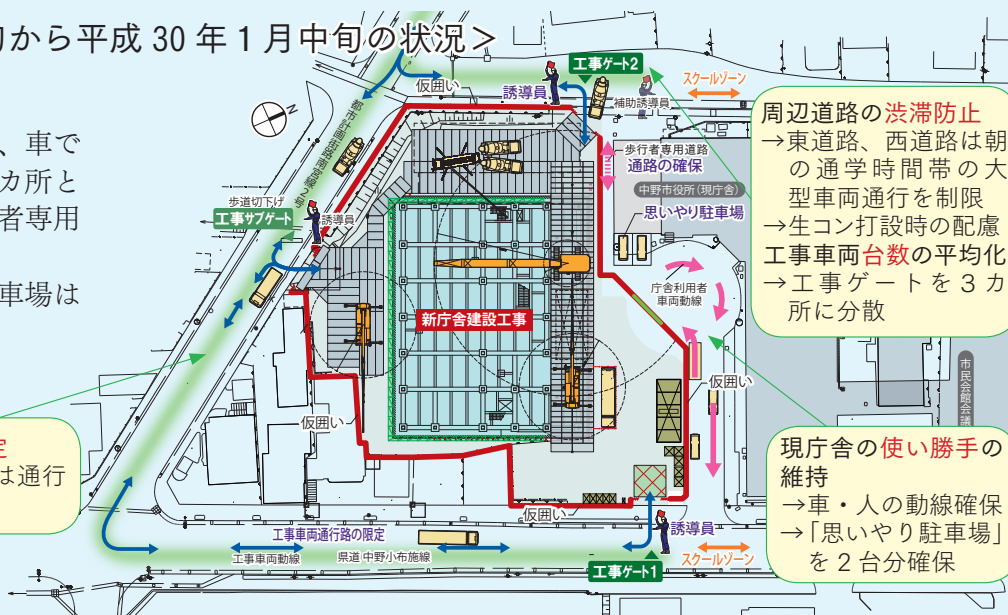 旬から平成 30 年 1 月中旬の状況＞
、車で
カ所と
者専用
車場は
定
は通行
工事ゲート2
誘導員
仮囲い
補助誘導員
スクールゾーン
都市計画街路南宮線2号
N
歩道切下げ
工事サブゲート
誘導員
歩行者専用道路
通路の確保
中野市役所(現庁舎)
思いやり駐車場
庁舎利用者
車両動線
新庁舎建設工事
仮囲い
仮囲い
仮囲い
市民会館会議
工事車両通行路の限定
工事車両動線
県道 中野小布施線
誘導員
工事ゲート1
スクールゾーン
周辺道路の渋滞防止
→東道路、西道路は朝
の通学時間帯の大
型車両通行を制限
→生コン打設時の配慮
工事車両台数の平均化
→工事ゲートを 3 カ
所に分散
現庁舎の使い勝手の
維持
→車・人の動線確保
→「思いやり駐車場」
を 2 台分確保